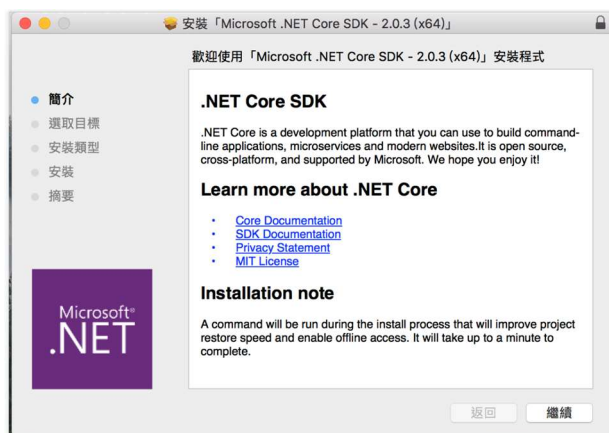 安裝「Microsoft .NET Core SDK - 2.0.3 (x64)」
歡迎使用「Microsoft .NET Core SDK - 2.0.3 (x64)」安裝程式
簡介
選取目標
安裝類型
安裝
摘要
.NET Core SDK
.NET Core is a development platform that you can use to build command-
line applications, microservices and modern websites.It is open source,
cross-platform, and supported by Microsoft. We hope you enjoy it!
Learn more about .NET Core
• Core Documentation
• SDK Documentation
• Privacy Statement
• MIT License
Installation note
A command will be run during the install process that will improve project
restore speed and enable offline access. It will take up to a minute to
complete.
Microsoft®
.NET
返回
繼續